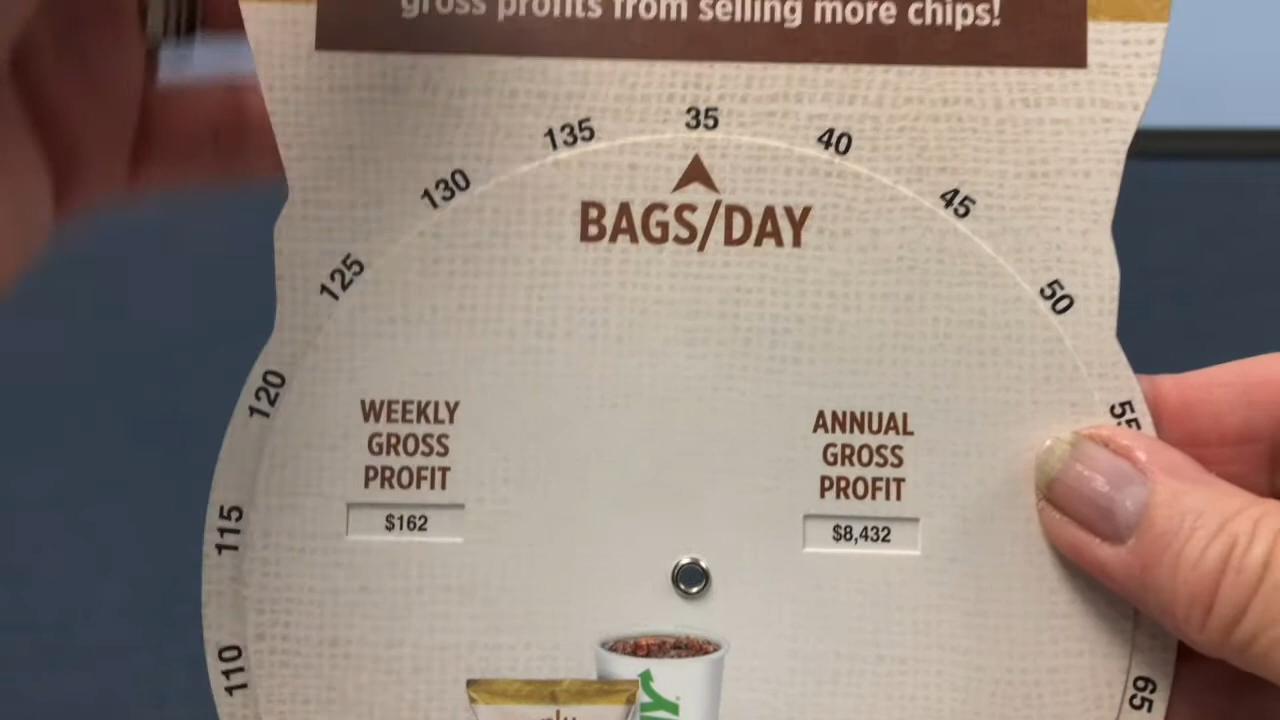 gross profits from selling more chips!
35
40
45
50
55
65
110
115
120
125
130
135
BAGS/DAY
WEEKLY
GROSS
PROFIT
$162
ANNUAL
GROSS
PROFIT
$8,432